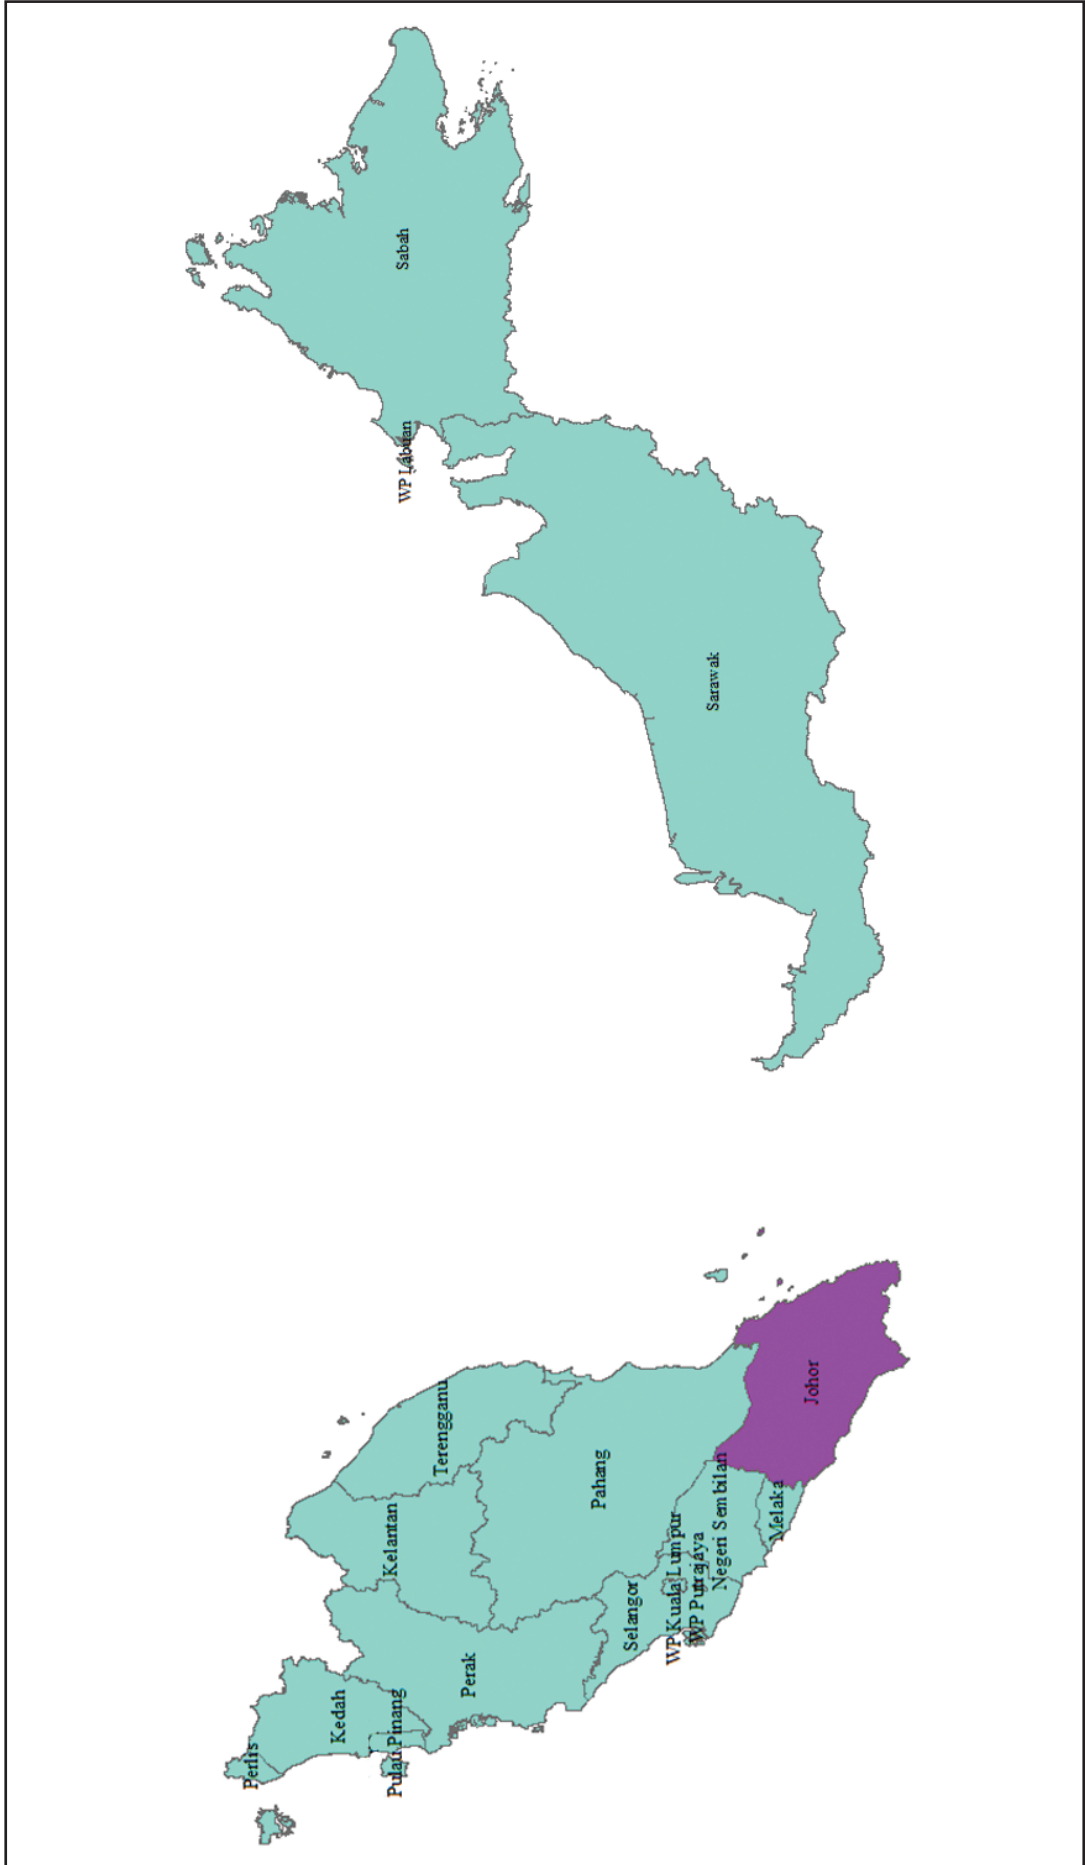 Perlis
Kedah
Pulau Pinang
Perak
Kelantan
Terengganu
Pahang
Selangor
WP Kuala Lumpur
WP Putrajaya
Negeri Sembilan
Melaka
Johor
Sarawak
WP Labuan
Sabah